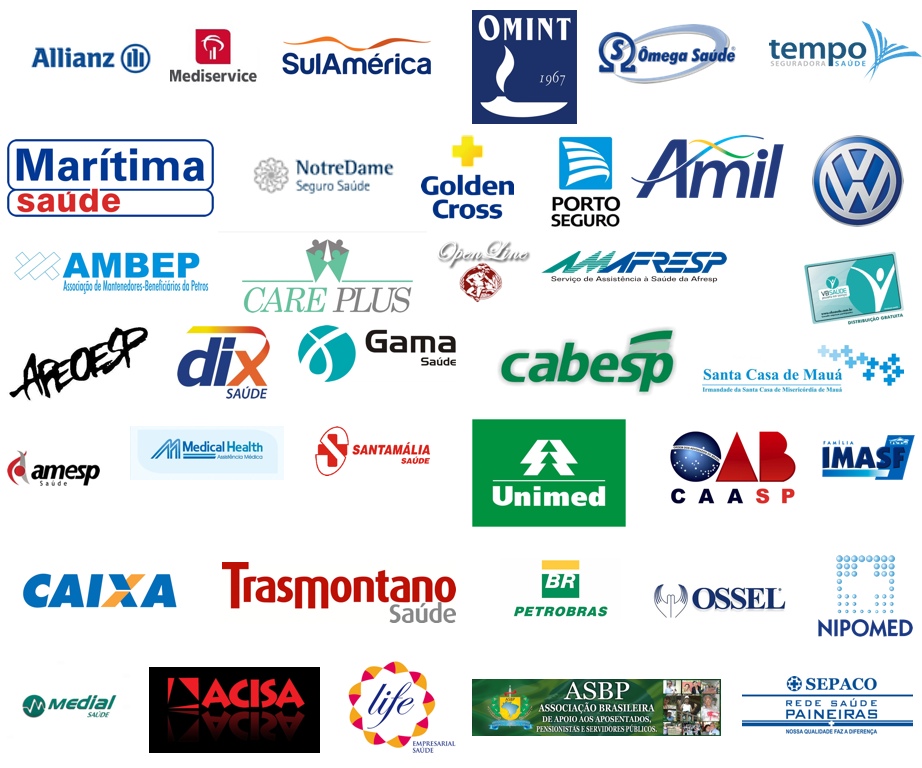 Allianz
Mediservice
SulAmérica
OMINT
1967
Ômega Saúde
tempo
SEGURADORA SAÚDE
Marítima
saúde
NotreDame
Seguro Saúde
Golden
Cross
PORTO
SEGURO
Amil
AMBEP
Associação de Mantenedores-Beneficiários da Petros
CARE PLUS
Open Line
AMAFRESP
Serviço de Assistência à Saúde da Afresp
VBSAÚDE
DISTRIBUIÇÃO GRATUITA
APEOESP
dix
SAÚDE
Gama
Saúde
cabesp
Santa Casa de Mauá
Irmandade da Santa Casa de Misericórdia de Mauá
amesp
Saúde
Medical Health
Assistência Médica
SANTAMÁLIA
SAÚDE
Unimed
OAB
CAASP
FAMÍLIA
IMASF
CAIXA
Trasmontano
Saúde
BR
PETROBRAS
OSSEL
NIPOMED
Medial
SAÚDE
ACISA
life
EMPRESARIAL
SAÚDE
ASBP
ASSOCIAÇÃO BRASILEIRA
DE APOIO AOS APOSENTADOS,
PENSIONISTAS E SERVIDORES PÚBLICOS.
SEPACO
REDE SAÚDE
PAINEIRAS
NOSSA QUALIDADE FAZ A DIFERENÇA